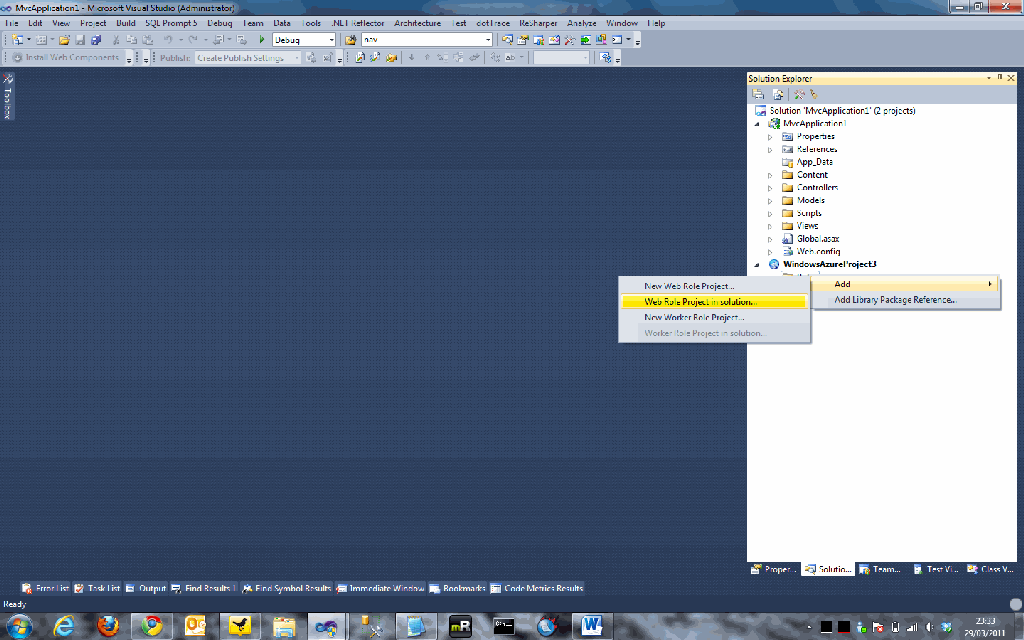 MvcApplication1 - Microsoft Visual Studio (Administrator)
File Edit View Project Build SQL Prompt 5 Debug Team Data Tools .NET Reflector Architecture Test dotTrace ReSharper Analyze Window Help
Debug nav
Install Web Components Publish: Create Publish Settings
Toolbox
Solution Explorer
Solution 'MvcApplication1' (2 projects)
MvcApplication1
Properties
References
App_Data
Content
Controllers
Models
Scripts
Views
Global.asax
Web.config
WindowsAzureProject3
New Web Role Project...
Web Role Project in solution...
New Worker Role Project...
Worker Role Project in solution...
Add
Add Library Package Reference...
Proper... Solutio... Team... Test Vi... Class V...
Error List Task List Output Find Results 1 Find Symbol Results Immediate Window Bookmarks Code Metrics Results
Ready
23:33
29/03/2011